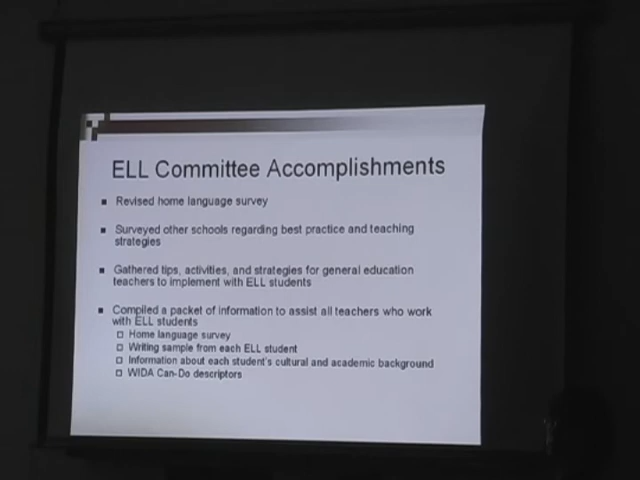 ELL Committee Accomplishments
Revised home language survey
Surveyed other schools regarding best practice and teaching
strategies
Gathered tips, activities, and strategies for general education
teachers to implement with ELL students
Compiled a packet of information to assist all teachers who work
with ELL students
Home language survey
Writing sample from each ELL student
Information about each student's cultural and academic background
WIDA Can-Do descriptors